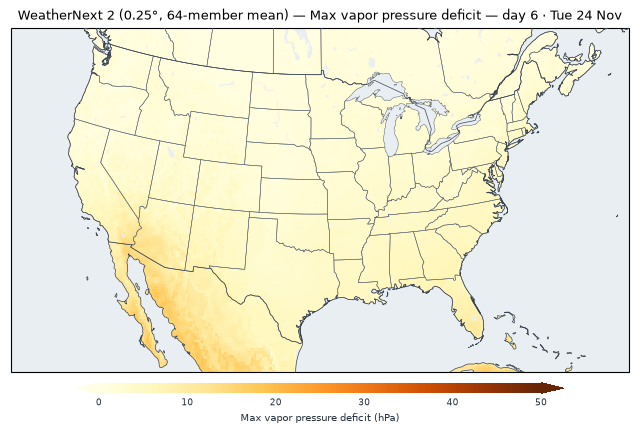 WeatherNext 2 (0.25°, 64-member mean) — Max vapor pressure deficit — day 6 · Tue 24 Nov
0 10 20 30 40 50
Max vapor pressure deficit (hPa)